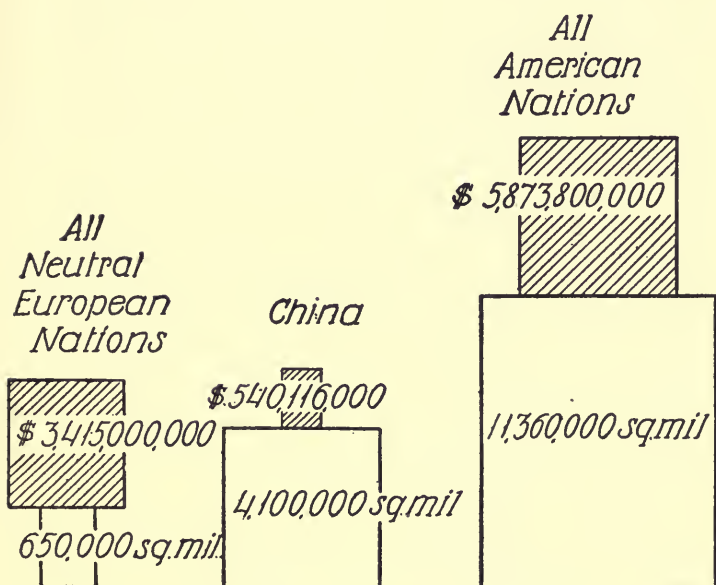 All
American
Nations
$ 5,873,800,000
11,360,000 sq.mil
All
Neutral
European
Nations
$ 3,415,000,000
650,000 sq.mil.
China
$.540,116,000
4,100,000 sq.mil